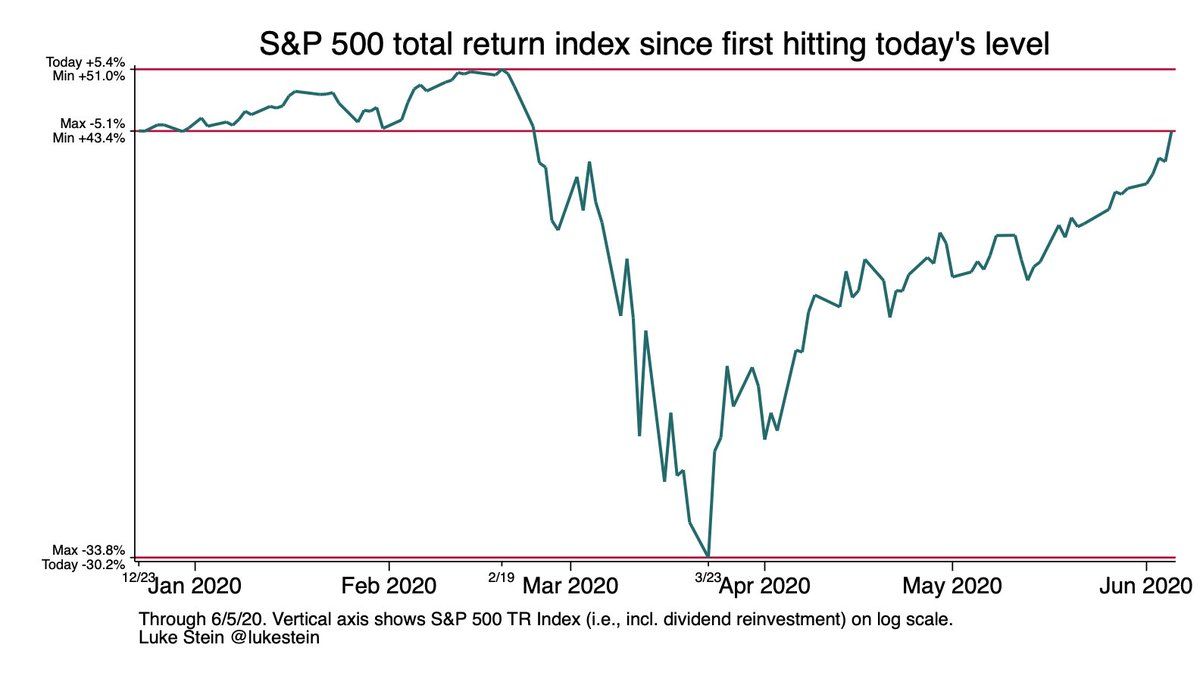 S&P 500 total return index since first hitting today's level
Today +5.4%
Min +51.0%
Max -5.1%
Min +43.4%
Max -33.8%
Today -30.2%
12/23
Jan 2020
Feb 2020
2/19
Mar 2020
3/23
Apr 2020
May 2020
Jun 2020
Through 6/5/20. Vertical axis shows S&P 500 TR Index (i.e., incl. dividend reinvestment) on log scale.
Luke Stein @lukestein